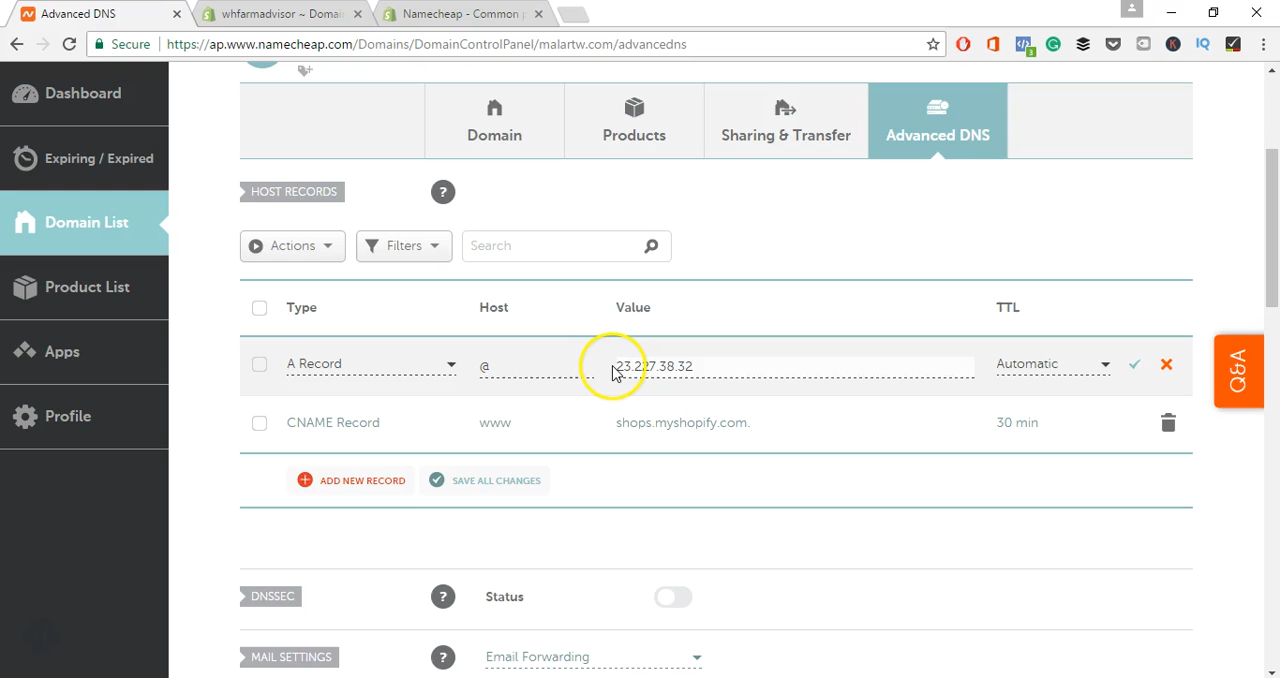 Advanced DNS
whfarmadvisor ~ Domai
Namecheap - Common p
Secure
https://ap.www.namecheap.com/Domains/DomainControlPanel/malartw.com/advancedns
3
K
IQ
Dashboard
Expiring / Expired
Domain List
Product List
Apps
Profile
Domain
Products
Sharing & Transfer
Advanced DNS
HOST RECORDS
?
Actions
Filters
Search
Type
Host
Value
TTL
A Record
@
23.227.38.32
Automatic
CNAME Record
www
shops.myshopify.com.
30 min
ADD NEW RECORD
SAVE ALL CHANGES
DNSSEC
?
Status
MAIL SETTINGS
?
Email Forwarding
Q&A